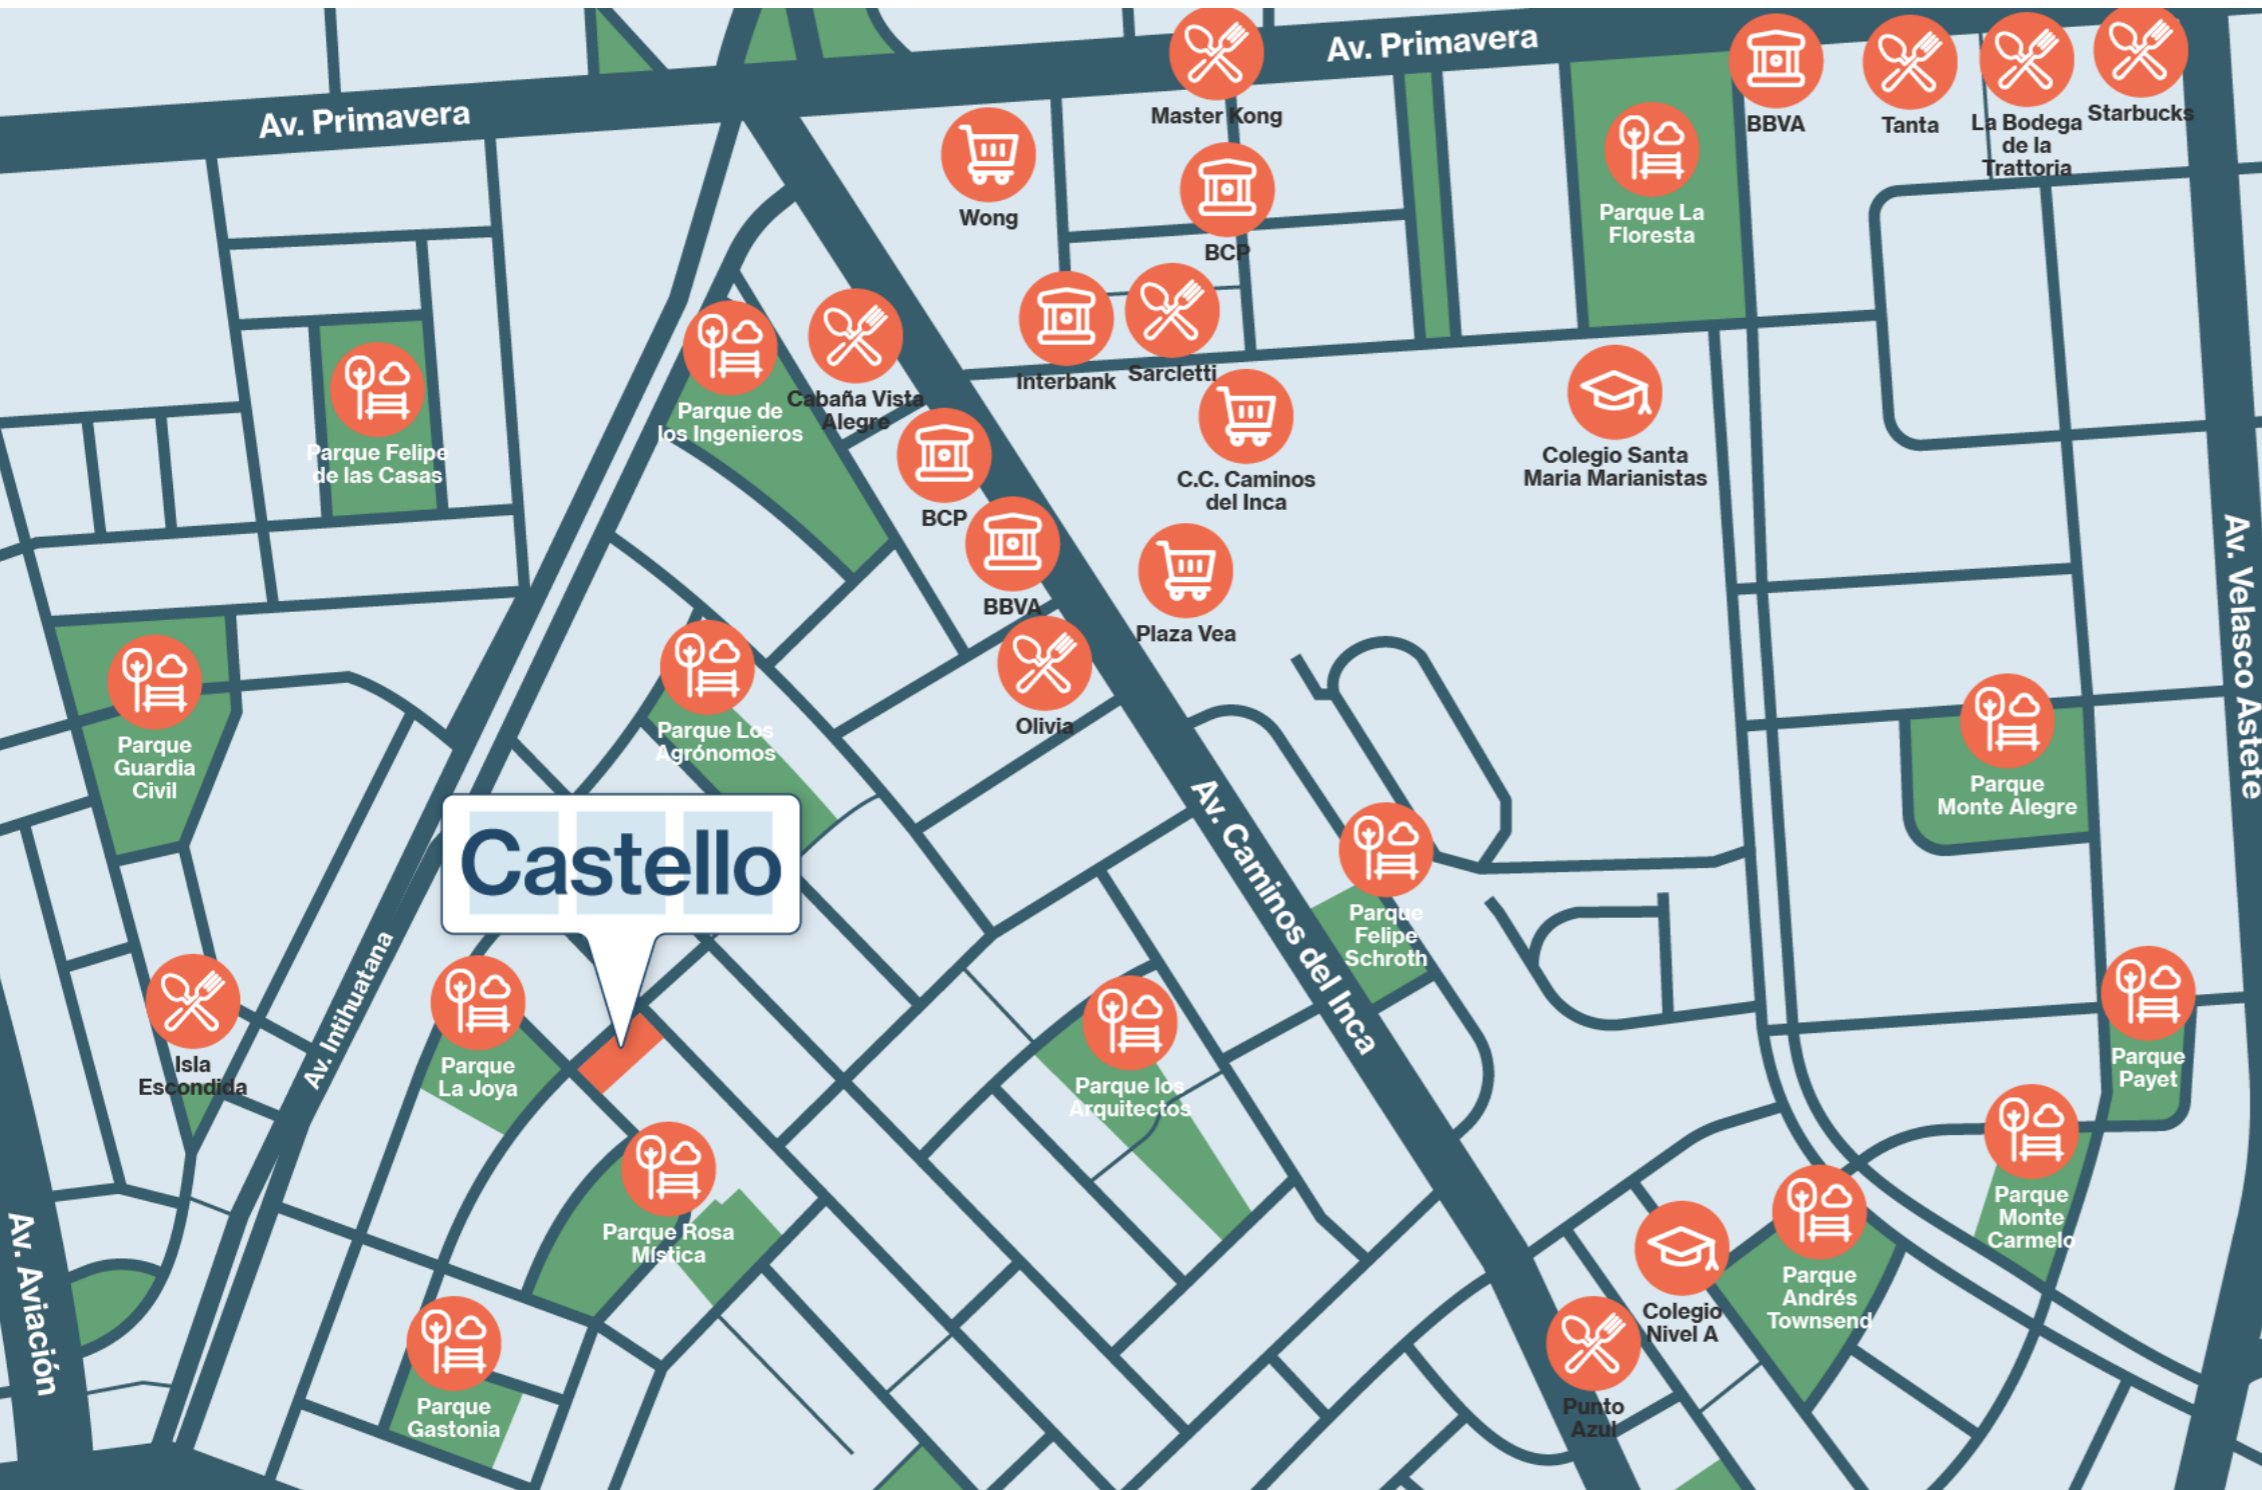 Av. Primavera
Av. Primavera
Master Kong
Wong
BCP
Parque La
Floresta
BBVA
Tanta
La Bodega
de la
Trattoria
Starbucks
Interbank
Sarcletti
Parque de
los Ingenieros
Cabaña Vista
Alegre
Parque Felipe
de las Casas
C.C. Caminos
del Inca
Colegio Santa
Maria Marianistas
BCP
BBVA
Plaza Vea
Olivia
Av. Velasco Astete
Parque
Guardia
Civil
Parque Los
Agrónomos
Parque
Monte Alegre
Castello
Av. Caminos del Inca
Parque
Felipe
Schroth
Av. Intihuatana
Isla
Escondida
Parque
La Joya
Parque los
Arquitectos
Parque
Payet
Parque Rosa
Mística
Parque
Monte
Carmelo
Av. Aviación
Colegio
Nivel A
Parque
Andrés
Townsend
Parque
Gastonia
Punto
Azul